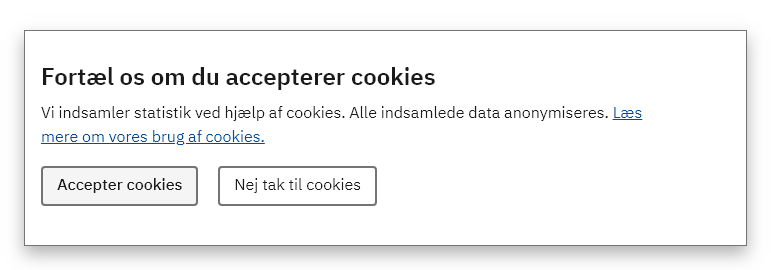 Fortæl os om du accepterer cookies
Vi indsamler statistik ved hjælp af cookies. Alle indsamlede data anonymiseres. Læs
mere om vores brug af cookies.
Accepter cookies
Nej tak til cookies